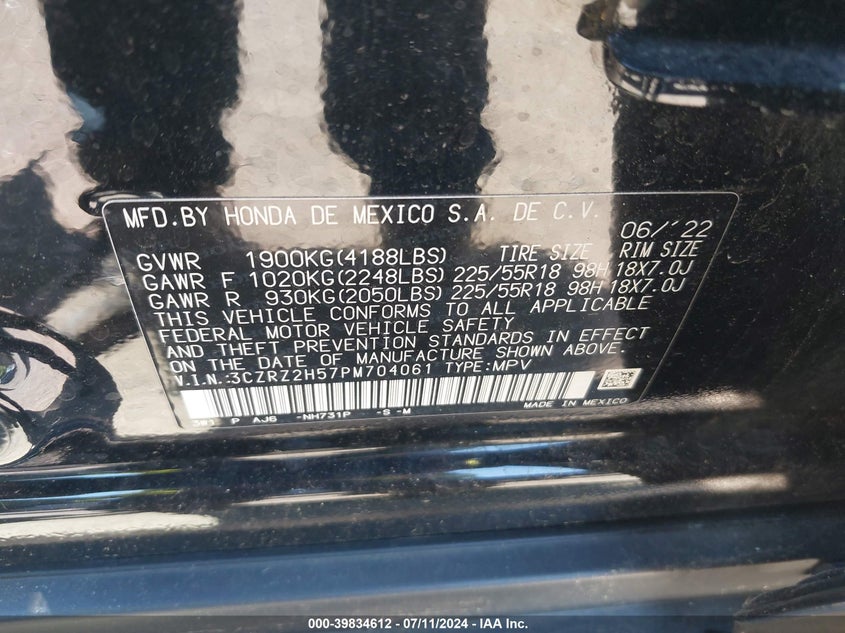 MFD.BY HONDA DE MEXICO S.A. DE C.V. 06/'22
GVWR 1900KG(4188LBS) TIRE SIZE RIM SIZE
GAWR F 1020KG(2248LBS) 225/55R18 98H 18X7.0J
GAWR R 930KG(2050LBS) 225/55R18 98H 18X7.0J
THIS VEHICLE CONFORMS TO ALL APPLICABLE
FEDERAL MOTOR VEHICLE SAFETY
AND THEFT PREVENTION STANDARDS IN EFFECT
ON THE DATE OF MANUFACTURE SHOWN ABOVE
V.I.N.:3CZRZ2H57PM704061 TYPE:MPV
P AJ6 -NH731P -S-M MADE IN MEXICO
000-39834612 - 07/11/2024 - IAA Inc.